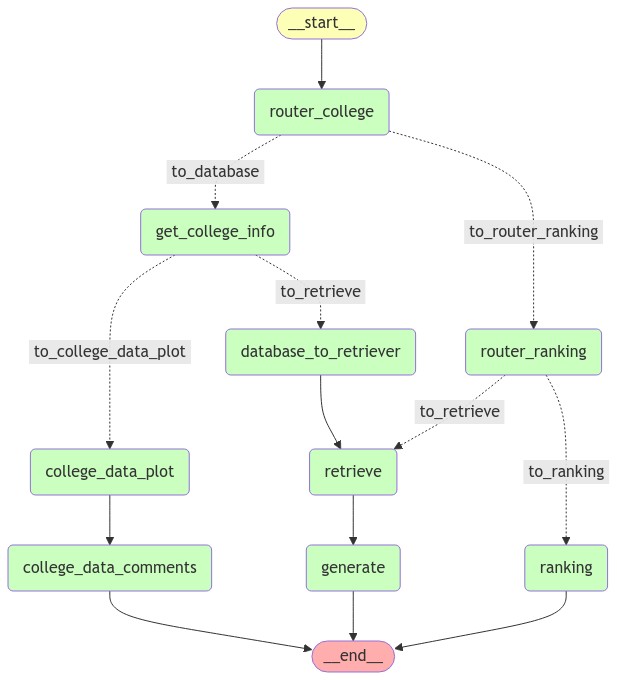 __start__
router_college
to_database
get_college_info
to_router_ranking
to_retrieve
to_college_data_plot
database_to_retriever
router_ranking
to_retrieve
college_data_plot
retrieve
to_ranking
college_data_comments
generate
ranking
__end__